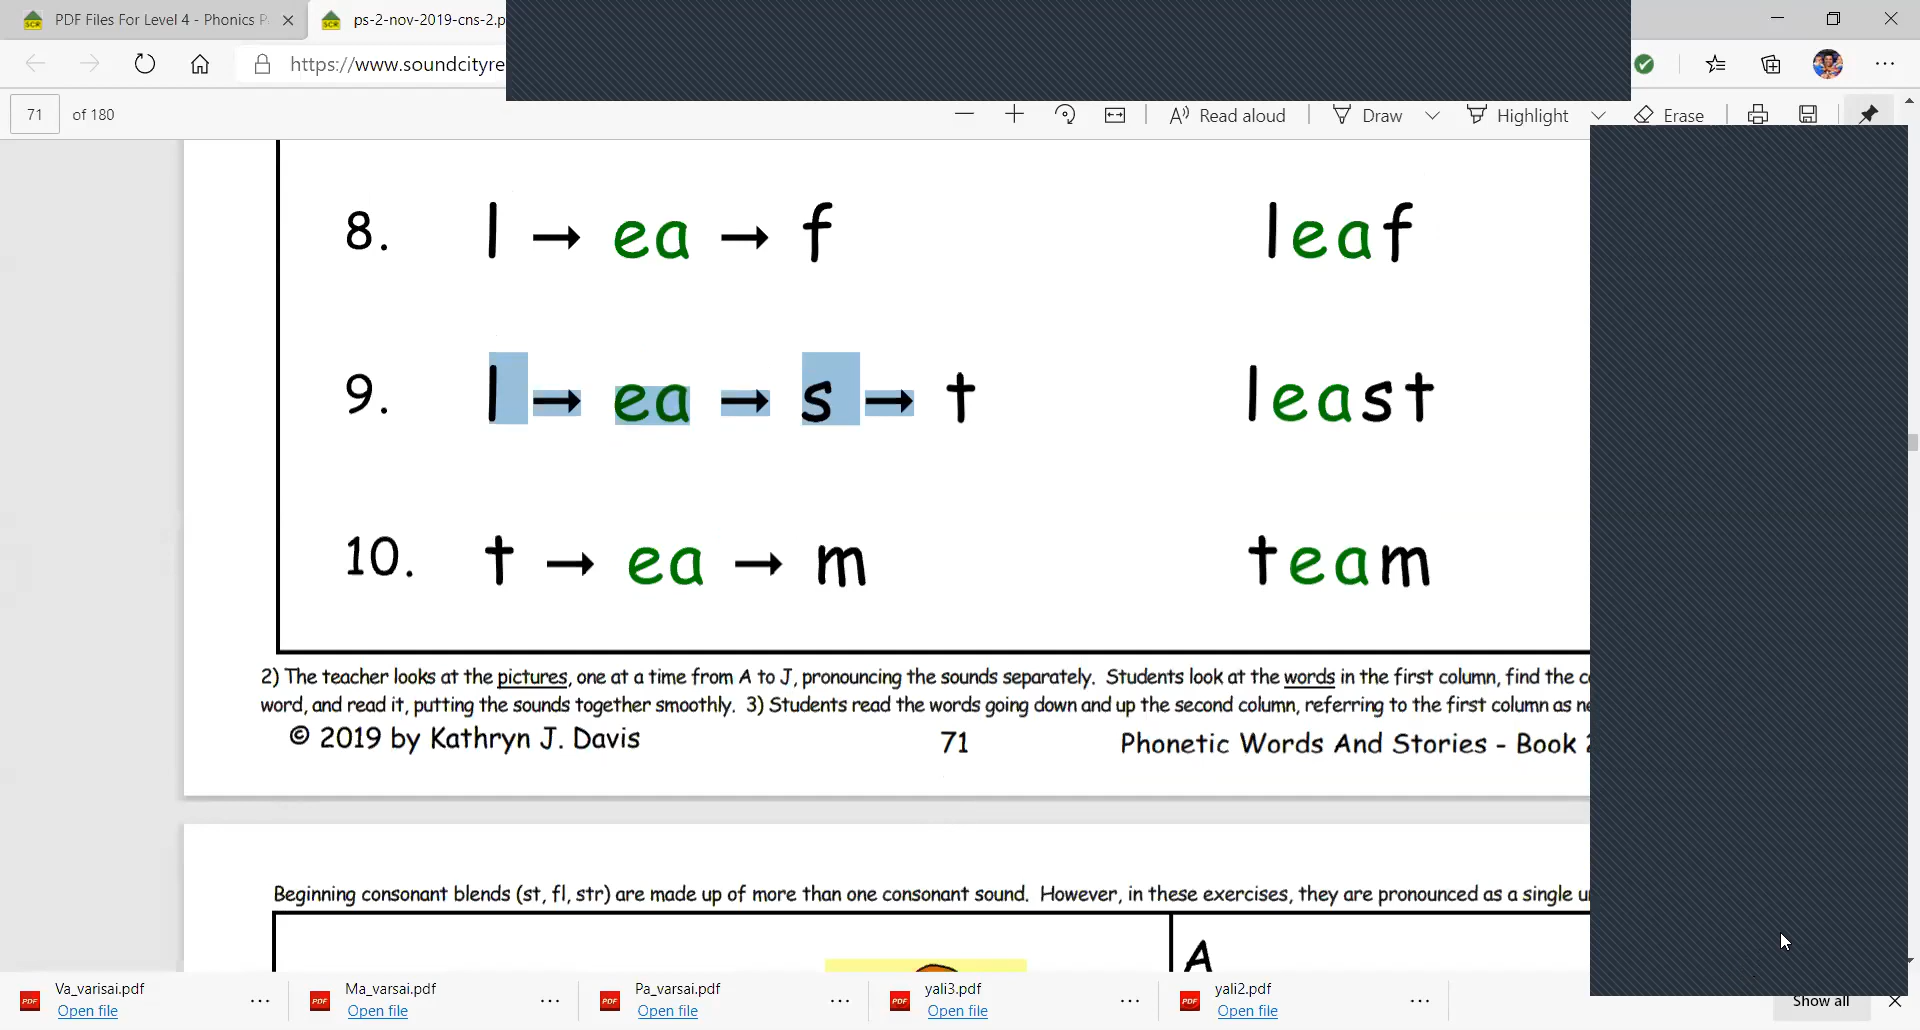 PDF Files For Level 4 - Phonics
ps-2-nov-2019-cns-2.p
https://www.soundcityre
71 of 180
Read aloud Draw Highlight Erase
8. l → ea → f leaf
9. l → ea → s → t least
10. t → ea → m team
2) The teacher looks at the pictures, one at a time from A to J, pronouncing the sounds separately. Students look at the words in the first column, find the
word, and read it, putting the sounds together smoothly. 3) Students read the words going down and up the second column, referring to the first column as
© 2019 by Kathryn J. Davis 71 Phonetic Words And Stories - Book
Beginning consonant blends (st, fl, str) are made up of more than one consonant sound. However, in these exercises, they are pronounced as a single
A
Va_varisai.pdf Ma_varsai.pdf Pa_varsai.pdf yali3.pdf yali2.pdf
Open file Open file Open file Open file Open file
Show all